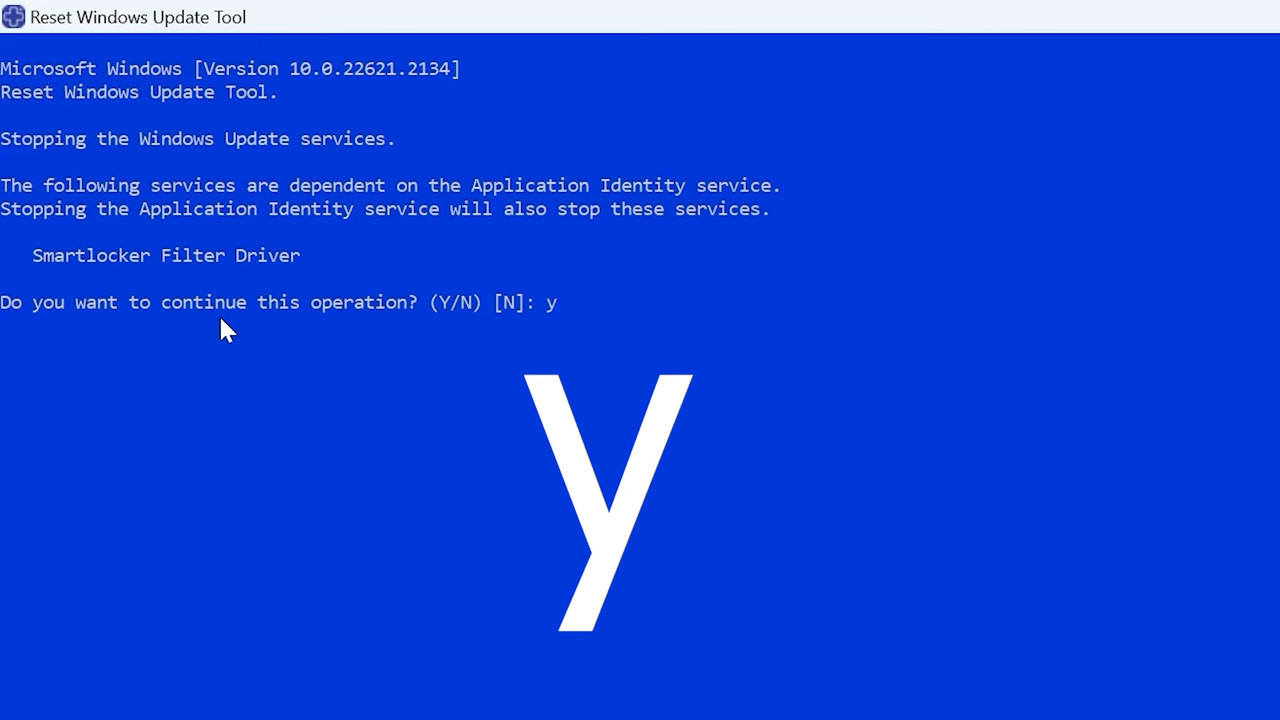 Reset Windows Update Tool
Microsoft Windows [Version 10.0.22621.2134]
Reset Windows Update Tool.
Stopping the Windows Update services.
The following services are dependent on the Application Identity service.
Stopping the Application Identity service will also stop these services.
Smartlocker Filter Driver
Do you want to continue this operation? (Y/N) [N]: y
y